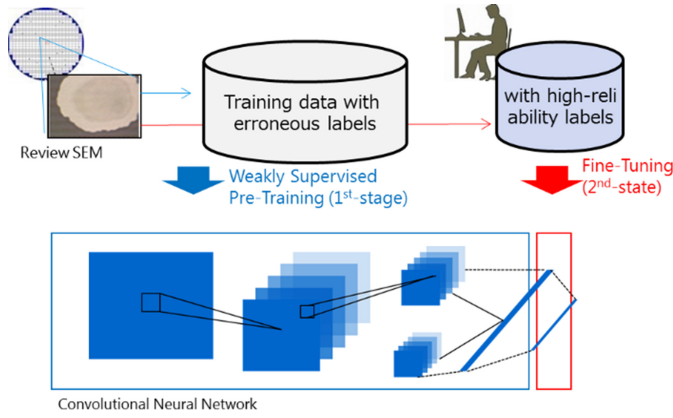 Training data with
erroneous labels
with high-reli
ability labels
Review SEM
Weakly Supervised
Pre-Training (1st-stage)
Fine-Tuning
(2nd-state)
Convolutional Neural Network